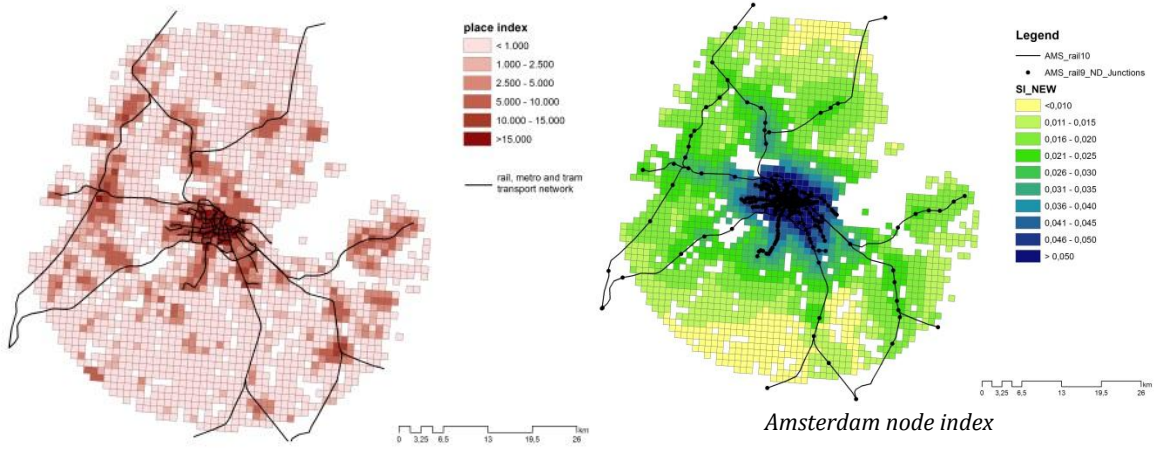 place index
< 1.000
1.000 - 2.500
2.500 - 5.000
5.000 - 10.000
10.000 - 15.000
>15.000
rail, metro and tram
transport network
km
0 3,25 6,5 13 19,5 26
Legend
AMS_rail10
AMS_rail9_ND_Junctions
SI_NEW
<0,010
0,011 - 0,015
0,016 - 0,020
0,021 - 0,025
0,026 - 0,030
0,031 - 0,035
0,036 - 0,040
0,041 - 0,045
0,046 - 0,050
> 0,050
km
0 3,25 6,5 13 19,5 26
Amsterdam node index